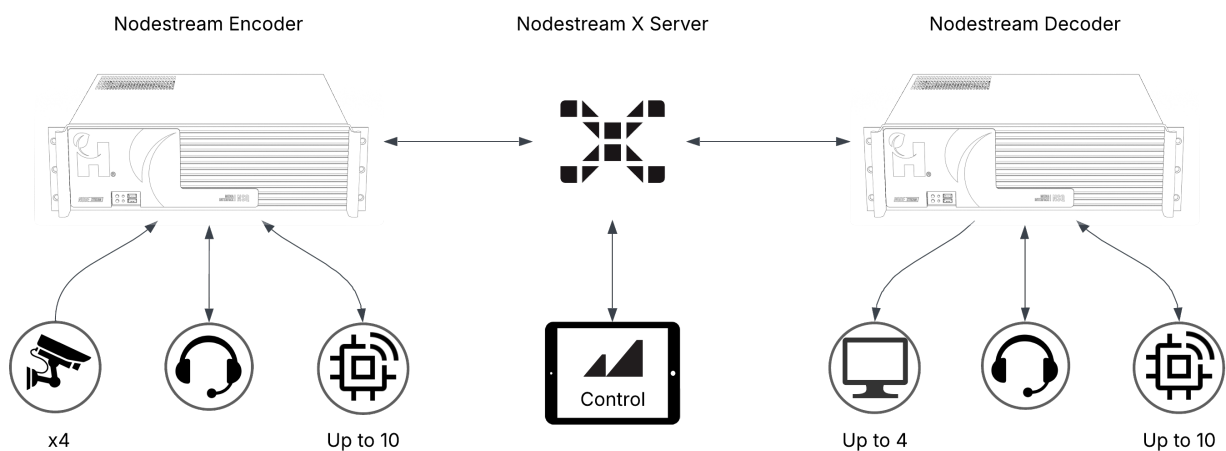 Nodestream Encoder
Nodestream X Server
Nodestream Decoder
Control
x4
Up to 10
Up to 4
Up to 10